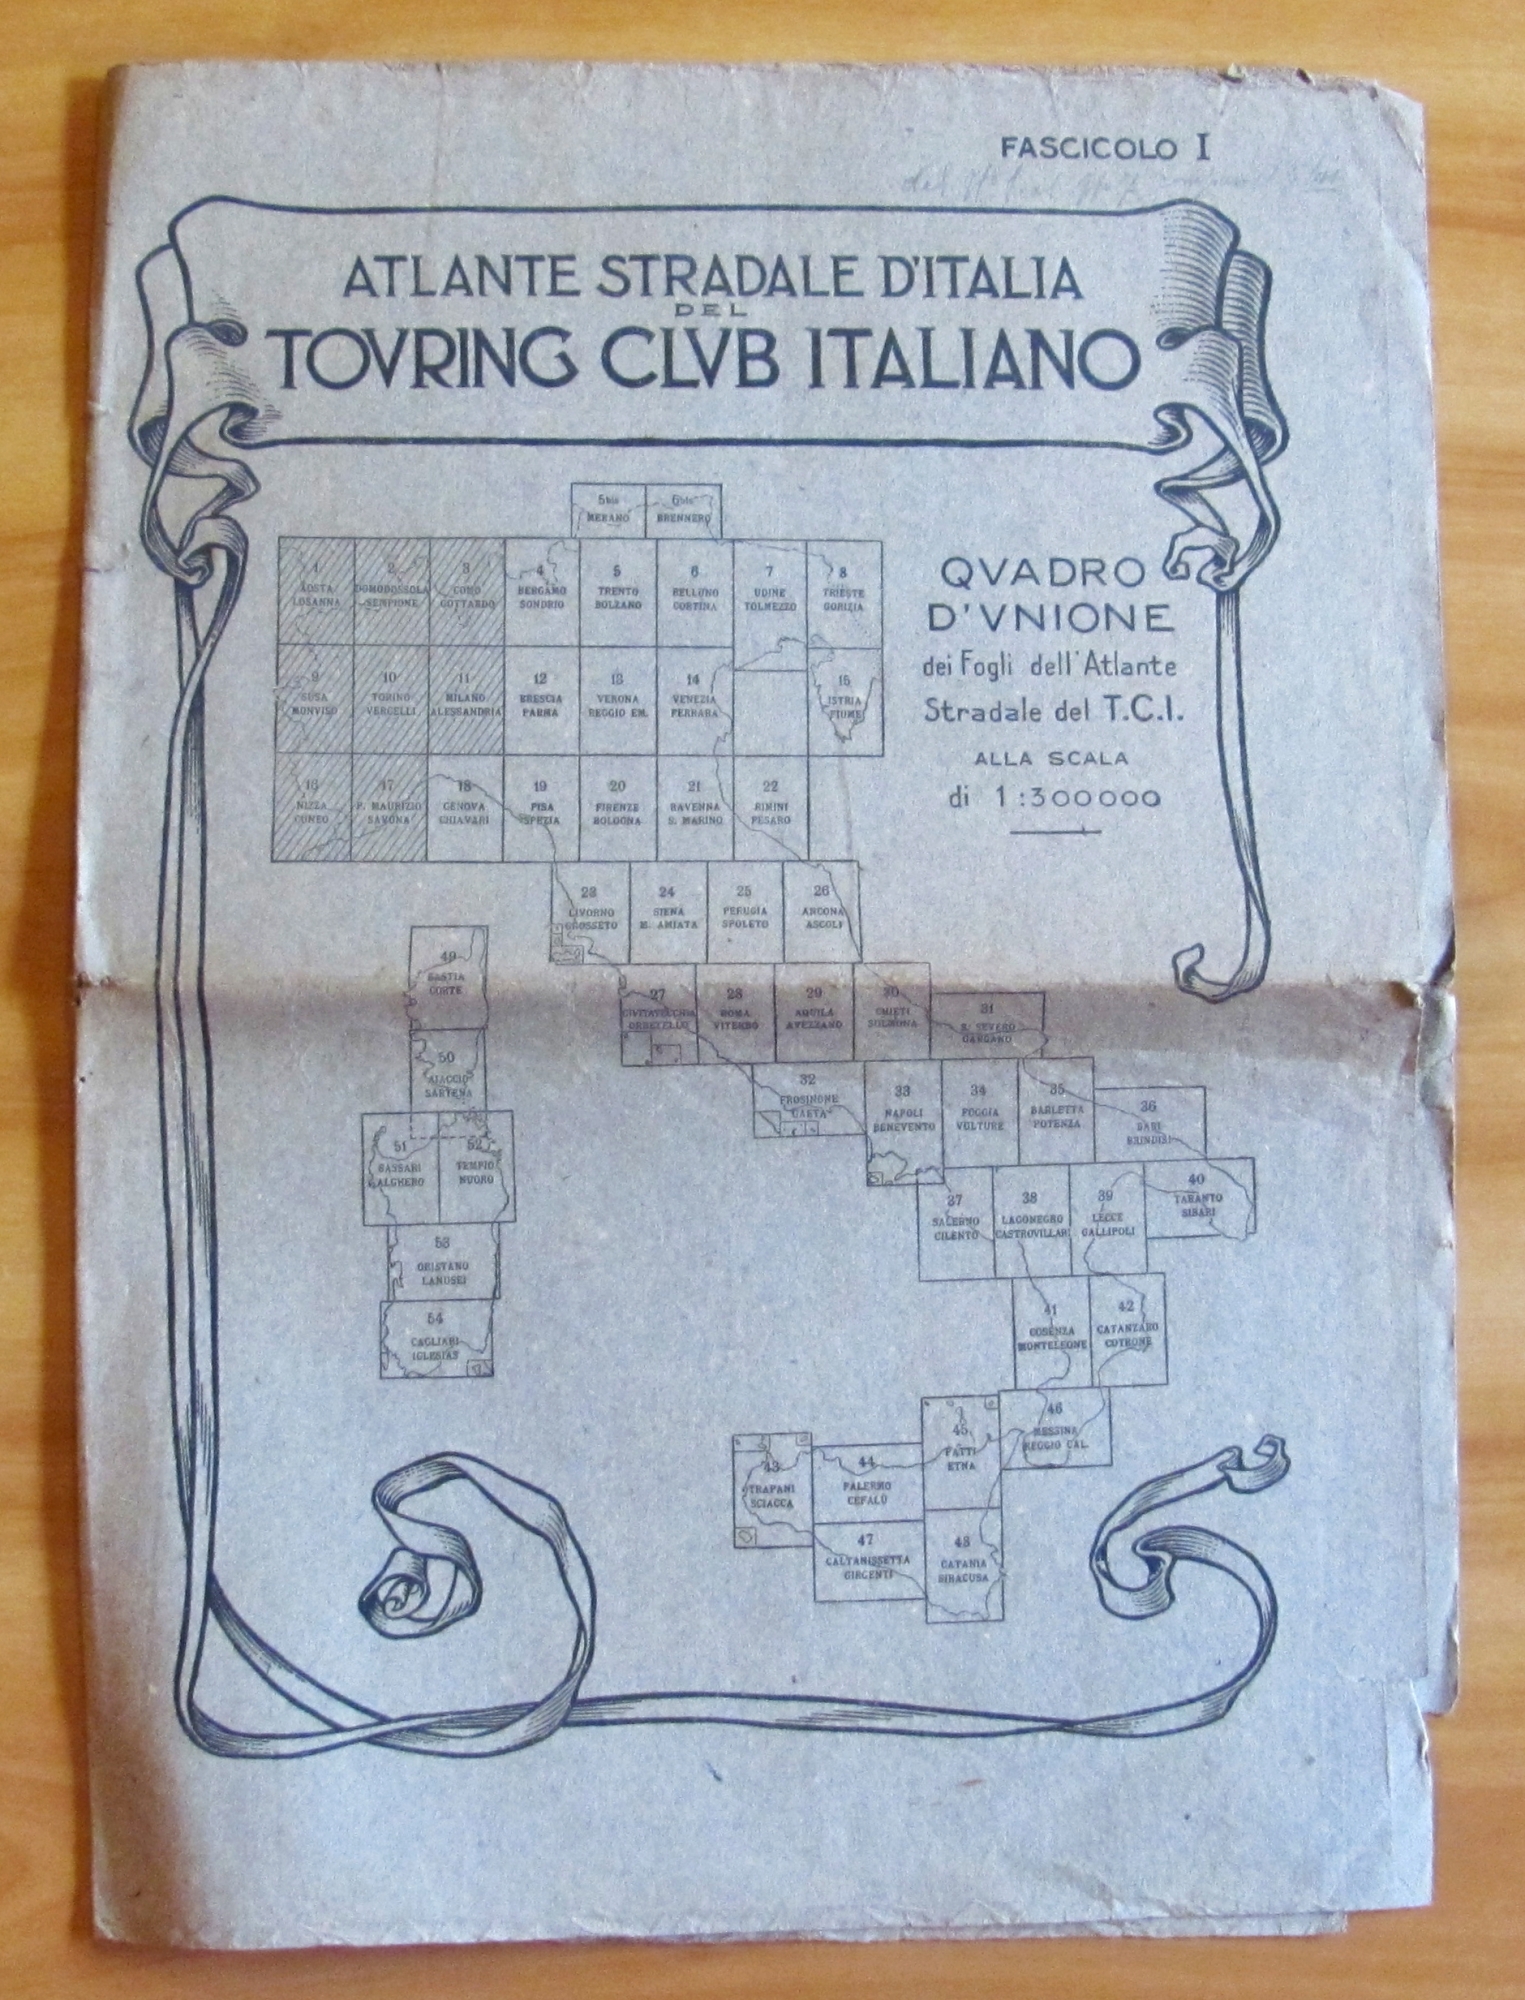 FASCICOLO I
ATLANTE STRADALE D'ITALIA
DEL
TOVRING CLVB ITALIANO
QVADRO
D'VNIONE
dei Fogli dell'Atlante
Stradale del T.C.I.
ALLA SCALA
di 1:300000
5 bis
MERANO
6 bis
BRENNERO
1
AOSTA
LOSANNA
2
DOMODOSSOLA
SEMPIONE
3
COMO
GOTTARDO
4
BERGAMO
SONDRIO
5
TRENTO
BOLZANO
6
BELLUNO
CORTINA
7
UDINE
TOLMEZZO
8
TRIESTE
GORIZIA
9
SUSA
MONVISO
10
TORINO
VERCELLI
11
MILANO
ALESSANDRIA
12
BRESCIA
PARMA
13
VERONA
REGGIO EM.
14
VENEZIA
FERRARA
15
ISTRIA
FIUME
16
NIZZA
CUNEO
17
P. MAURIZIO
SAVONA
18
GENOVA
CHIAVARI
19
PISA
SPEZIA
20
FIRENZE
BOLOGNA
21
RAVENNA
S. MARINO
22
RIMINI
PESARO
23
LIVORNO
GROSSETO
24
SIENA
M. AMIATA
25
PERUGIA
SPOLETO
26
ANCONA
ASCOLI
27
CIVITAVECCHIA
ORBETELLO
28
ROMA
VITERBO
29
AQUILA
AVEZZANO
30
CHIETI
SULMONA
31
S. SEVERO
GARGANO
32
FROSINONE
GAETA
33
NAPOLI
BENEVENTO
34
FOGGIA
VULTURE
35
BARLETTA
POTENZA
36
BARI
BRINDISI
37
SALERNO
CILENTO
38
LAGONEGRO
CASTROVILLARI
39
LECCE
GALLIPOLI
40
TARANTO
SIBARI
41
COSENZA
MONTELEONE
42
CATANZARO
COTRONE
43
TRAPANI
SCIACCA
44
PALERMO
CEFALÙ
45
PATTI
ETNA
46
MESSINA
REGGIO CAL.
47
CALTANISSETTA
GIRGENTI
48
CATANIA
SIRACUSA
49
BASTIA
CORTE
50
AIACCIO
SARTENA
51
SASSARI
ALGHERO
52
TEMPIO
NUORO
53
ORISTANO
LANUSEI
54
CAGLIARI
IGLESIAS